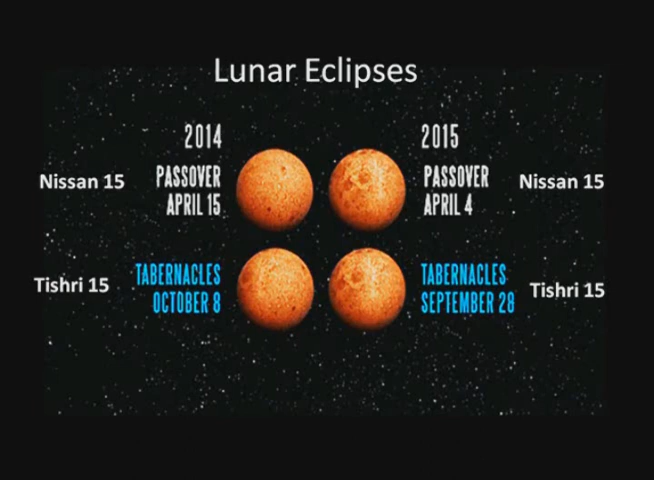 Lunar Eclipses
2014
Nissan 15
PASSOVER
APRIL 15
2015
PASSOVER
APRIL 4
Nissan 15
Tishri 15
TABERNACLES
OCTOBER 8
TABERNACLES
SEPTEMBER 28
Tishri 15